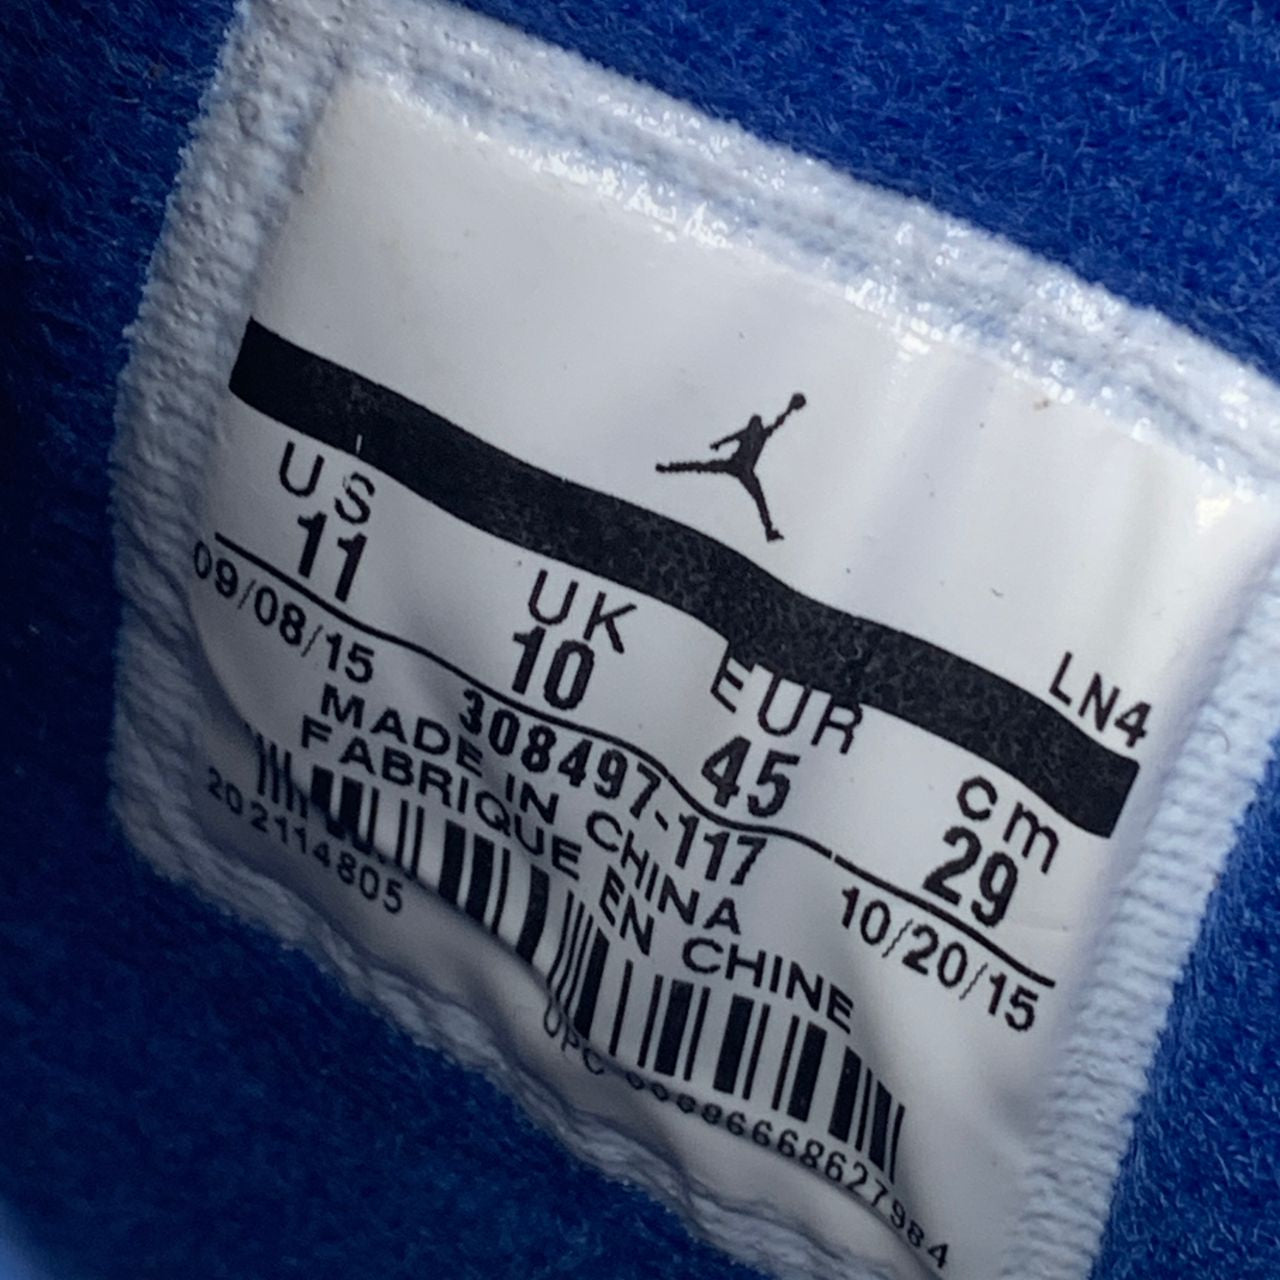 LN4
US UK EUR cm
11 10 45 29
09/08/15 10/20/15
308497-117
MADE IN CHINA
FABRIQUE EN CHINE
202114805
UPC